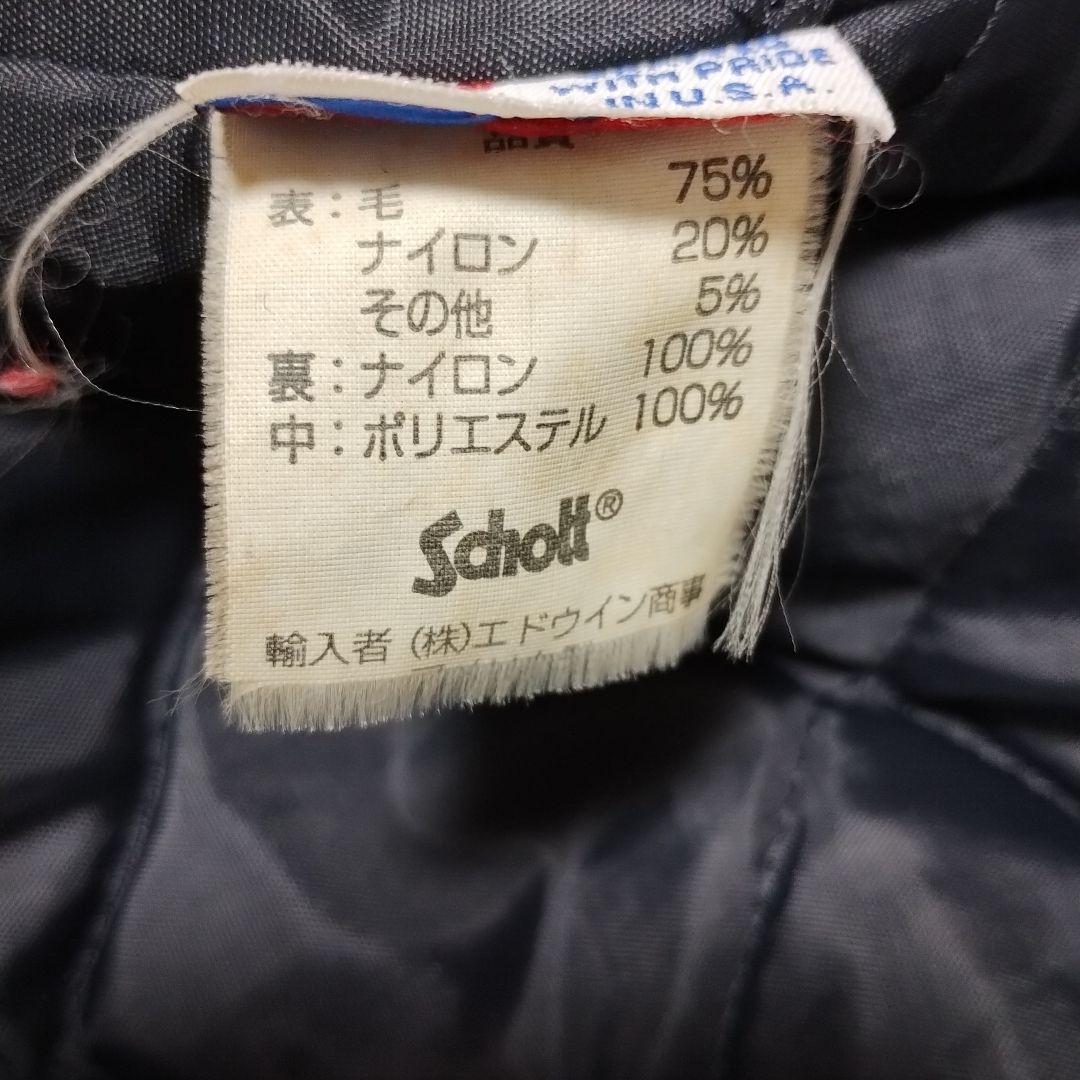 WITH PRIDE
IN U.S.A.
品質
表：毛 75%
ナイロン 20%
その他 5%
裏：ナイロン 100%
中：ポリエステル 100%
Schott®
輸入者 (株)エドウイン商事